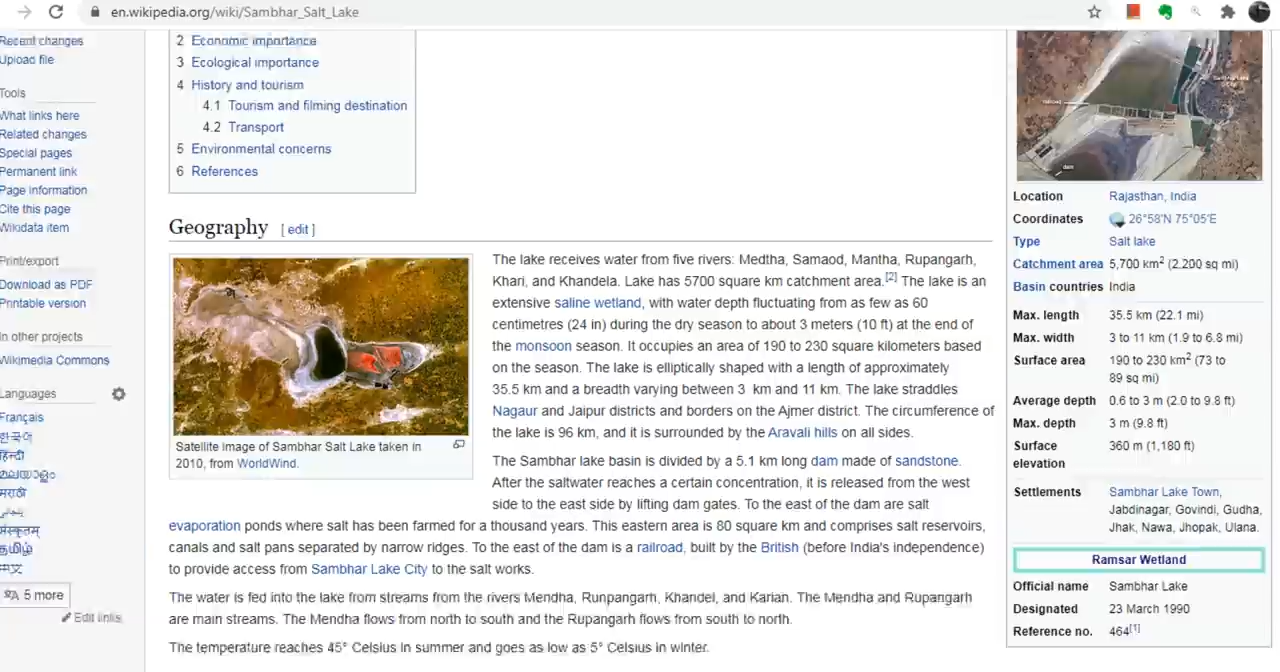 en.wikipedia.org/wiki/Sambhar_Salt_Lake
Recent changes
Upload file
Tools
What links here
Related changes
Special pages
Permanent link
Page information
Cite this page
Wikidata item
Print/export
Download as PDF
Printable version
In other projects
Wikimedia Commons
Languages
Français
한국어
हिन्दी
മലയാളം
मराठी
संस्कृतम्
தமிழ்
中文
5 more
Edit links
2 Economic importance
3 Ecological importance
4 History and tourism
4.1 Tourism and filming destination
4.2 Transport
5 Environmental concerns
6 References
Geography [ edit ]
Satellite image of Sambhar Salt Lake taken in
2010, from WorldWind.
The lake receives water from five rivers: Medtha, Samaod, Mantha, Rupangarh,
Khari, and Khandela. Lake has 5700 square km catchment area.[2] The lake is an
extensive saline wetland, with water depth fluctuating from as few as 60
centimetres (24 in) during the dry season to about 3 meters (10 ft) at the end of
the monsoon season. It occupies an area of 190 to 230 square kilometers based
on the season. The lake is elliptically shaped with a length of approximately
35.5 km and a breadth varying between 3 km and 11 km. The lake straddles
Nagaur and Jaipur districts and borders on the Ajmer district. The circumference of
the lake is 96 km, and it is surrounded by the Aravali hills on all sides.
The Sambhar lake basin is divided by a 5.1 km long dam made of sandstone.
After the saltwater reaches a certain concentration, it is released from the west
side to the east side by lifting dam gates. To the east of the dam are salt
evaporation ponds where salt has been farmed for a thousand years. This eastern area is 80 square km and comprises salt reservoirs,
canals and salt pans separated by narrow ridges. To the east of the dam is a railroad, built by the British (before India's independence)
to provide access from Sambhar Lake City to the salt works.
The water is fed into the lake from streams from the rivers Mendha, Runpangarh, Khandel, and Karian. The Mendha and Rupangarh
are main streams. The Mendha flows from north to south and the Rupangarh flows from south to north.
The temperature reaches 45° Celsius in summer and goes as low as 5° Celsius in winter.
railroad
dam
Location Rajasthan, India
Coordinates 26°58′N 75°05′E
Type Salt lake
Catchment area 5,700 km2 (2,200 sq mi)
Basin countries India
Max. length 35.5 km (22.1 mi)
Max. width 3 to 11 km (1.9 to 6.8 mi)
Surface area 190 to 230 km2 (73 to
89 sq mi)
Average depth 0.6 to 3 m (2.0 to 9.8 ft)
Max. depth 3 m (9.8 ft)
Surface elevation 360 m (1,180 ft)
Settlements Sambhar Lake Town,
Jabdinagar, Govindi, Gudha,
Jhak, Nawa, Jhopak, Ulana.
Ramsar Wetland
Official name Sambhar Lake
Designated 23 March 1990
Reference no. 464[1]